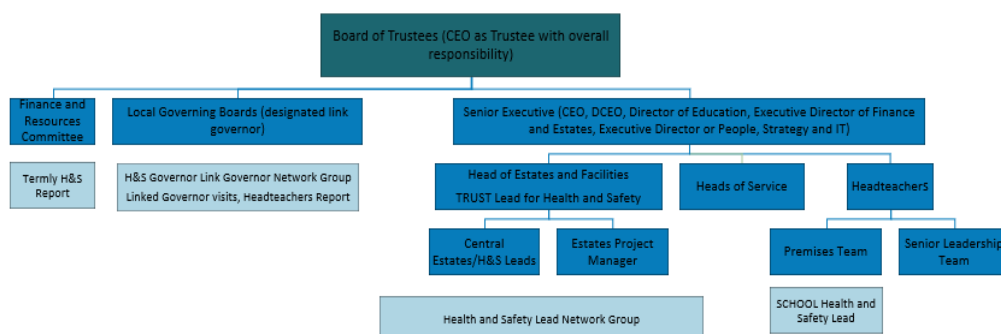 Board of Trustees (CEO as Trustee with overall
responsibility)
Finance and
Resources
Committee
Local Governing Boards (designated link
governor)
Senior Executive (CEO, DCEO, Director of Education, Executive Director of Finance
and Estates, Executive Director or People, Strategy and IT)
Termly H&S
Report
H&S Governor Link Governor Network Group
Linked Governor visits, Headteachers Report
Head of Estates and Facilities
TRUST Lead for Health and Safety
Heads of Service
Headteachers
Central
Estates/H&S Leads
Estates Project
Manager
Premises Team
Senior Leadership
Team
Health and Safety Lead Network Group
SCHOOL Health and
Safety Lead